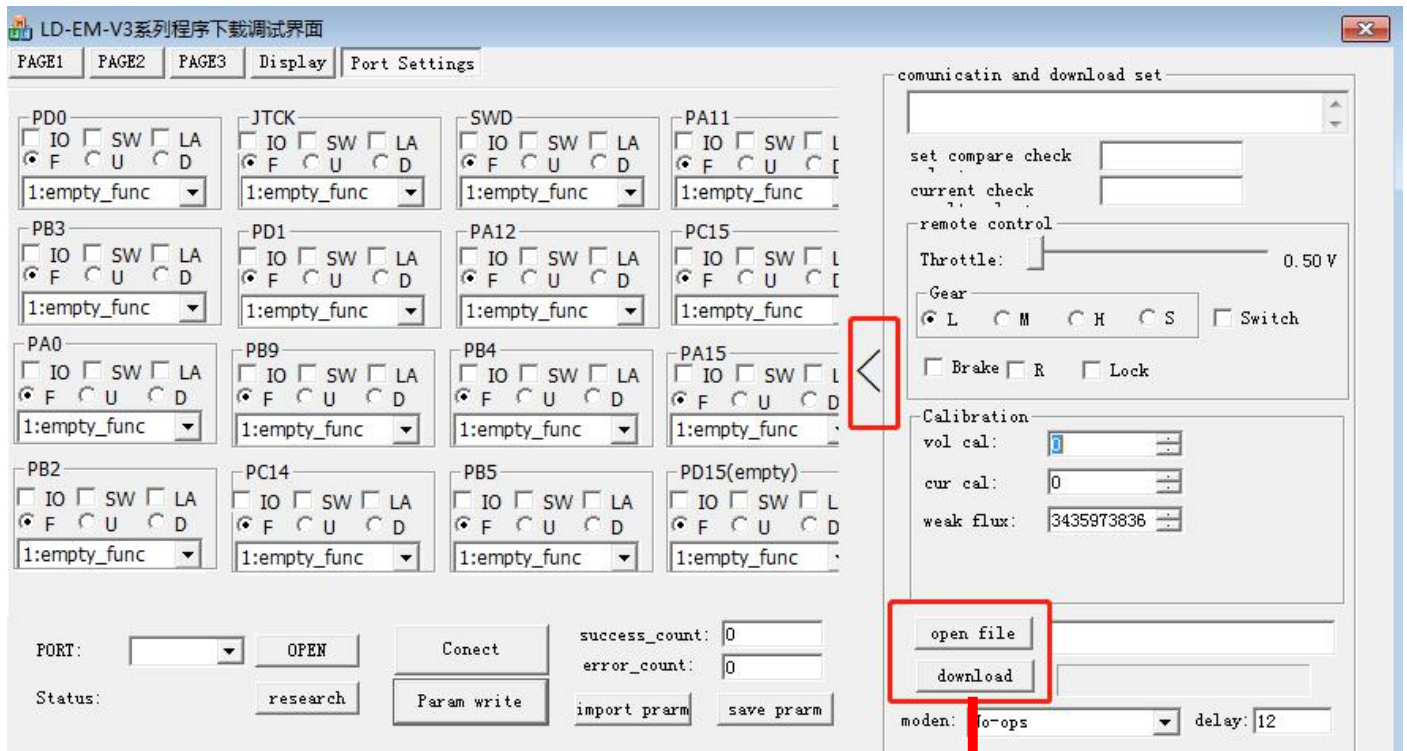 LD-EM-V3系列程序下载调试界面
PAGE1 PAGE2 PAGE3 Display Port Settings
PD0 JTCK SWD PA11
IO SW LA IO SW LA IO SW LA IO SW
F U D F U D F U D F U
1:empty_func 1:empty_func 1:empty_func 1:empty_func
PB3 PD1 PA12 PC15
IO SW LA IO SW LA IO SW LA IO SW
F U D F U D F U D F U
1:empty_func 1:empty_func 1:empty_func 1:empty_func
PA0 PB9 PB4 PA15
IO SW LA IO SW LA IO SW LA IO SW
F U D F U D F U D F U D
1:empty_func 1:empty_func 1:empty_func 1:empty_func
PB2 PC14 PB5 PD15(empty)
IO SW LA IO SW LA IO SW LA IO SW L
F U D F U D F U D F U D
1:empty_func 1:empty_func 1:empty_func 1:empty_func
PORT: OPEN Conect success_count: 0
error_count: 0
Status: research Param write import prarm save prarm
<
comunicatin and download set
set compare check
current check
remote control
Throttle: 0.50 V
Gear
L M H S Switch
Brake R Lock
Calibration
vol cal: 0
cur cal: 0
weak flux: 3435973836
open file
download
moden: No-ops delay: 12